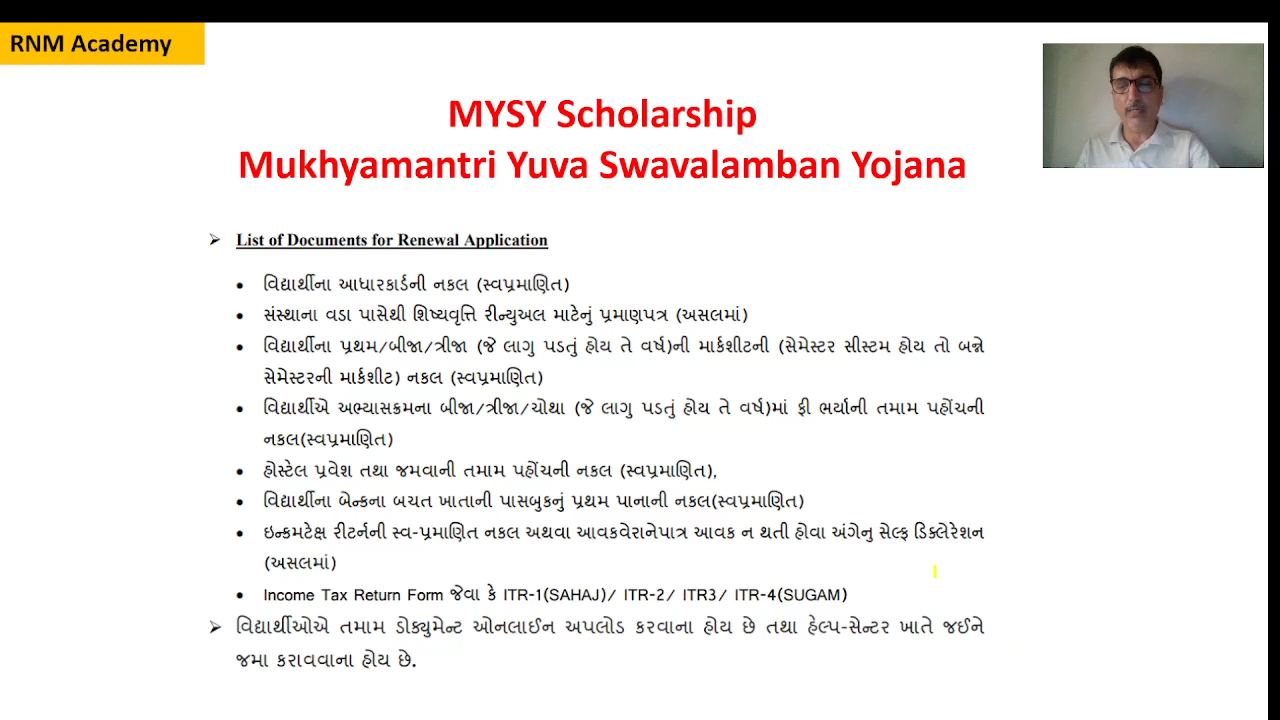 RNM Academy
MYSY Scholarship
Mukhyamantri Yuva Swavalamban Yojana
➢ List of Documents for Renewal Application
• વિદ્યાર્થીના આધારકાર્ડની નકલ (સ્વપ્રમાણિત)
• સંસ્થાના વડા પાસેથી શિષ્યવૃત્તિ રીન્યુઅલ માટેનું પ્રમાણપત્ર (અસલમાં)
• વિદ્યાર્થીના પ્રથમ/બીજા/ત્રીજા (જે લાગુ પડતું હોય તે વર્ષ)ની માર્કશીટની (સેમેસ્ટર સીસ્ટમ હોય તો બન્ને
સેમેસ્ટરની માર્કશીટ) નકલ (સ્વપ્રમાણિત)
• વિદ્યાર્થીએ અભ્યાસક્રમના બીજા/ત્રીજા/ચોથા (જે લાગુ પડતું હોય તે વર્ષ)માં ફી ભર્યાની તમામ પહોંચની
નકલ(સ્વપ્રમાણિત)
• હોસ્ટેલ પ્રવેશ તથા જમવાની તમામ પહોંચની નકલ (સ્વપ્રમાણિત),
• વિદ્યાર્થીના બેન્કના બચત ખાતાની પાસબુકનું પ્રથમ પાનાની નકલ(સ્વપ્રમાણિત)
• ઇન્કમટેક્ષ રીટર્નની સ્વ-પ્રમાણિત નકલ અથવા આવકવેરાનેપાત્ર આવક ન થતી હોવા અંગેનુ સેલ્ફ ડિક્લેરેશન
(અસલમાં)
• Income Tax Return Form જેવા કે ITR-1(SAHAJ)/ ITR-2/ ITR3/ ITR-4(SUGAM)
➢ વિદ્યાર્થીઓએ તમામ ડોક્યુમેન્ટ ઓનલાઈન અપલોડ કરવાના હોય છે તથા હેલ્પ-સેન્ટર ખાતે જઈને
જમા કરાવવાના હોય છે.